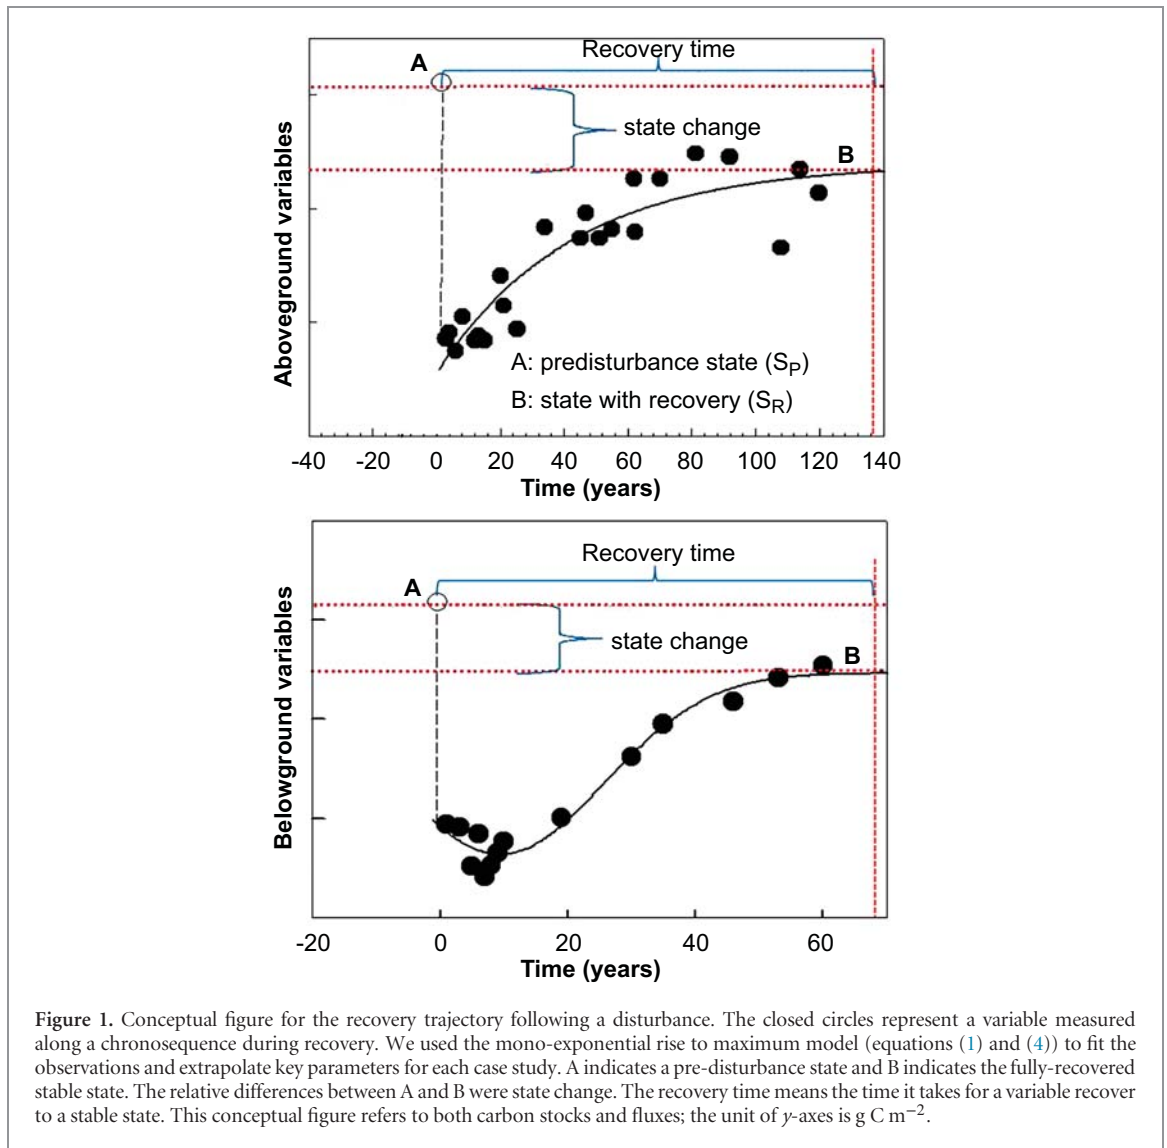 Recovery time
A
state change
B
Aboveground variables
A: predisturbance state (SP)
B: state with recovery (SR)
-40 -20 0 20 40 60 80 100 120 140
Time (years)
Recovery time
A
state change
B
Belowground variables
-20 0 20 40 60
Time (years)
Figure 1. Conceptual figure for the recovery trajectory following a disturbance. The closed circles represent a variable measured
along a chronosequence during recovery. We used the mono-exponential rise to maximum model (equations (1) and (4)) to fit the
observations and extrapolate key parameters for each case study. A indicates a pre-disturbance state and B indicates the fully-recovered
stable state. The relative differences between A and B were state change. The recovery time means the time it takes for a variable recover
to a stable state. This conceptual figure refers to both carbon stocks and fluxes; the unit of y-axes is g C m−2.